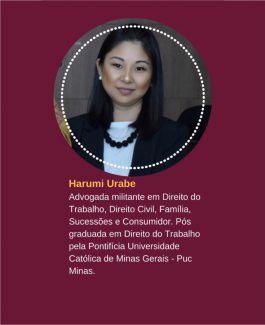 Harumi Urabe
Advogada militante em Direito do
Trabalho, Direito Civil, Família,
Sucessões e Consumidor. Pós
graduada em Direito do Trabalho
pela Pontifícia Universidade
Católica de Minas Gerais - Puc
Minas.